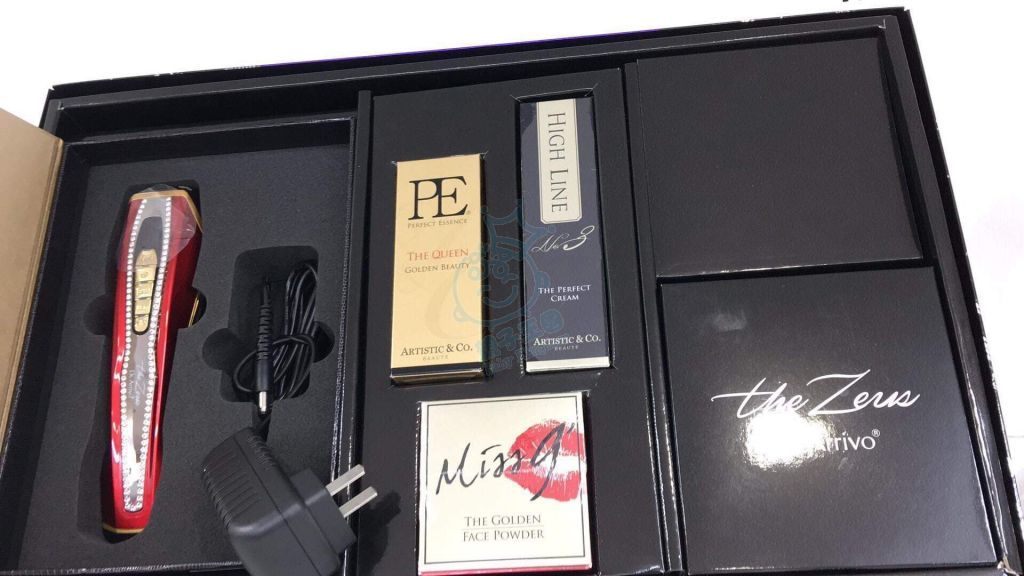 PE®
PERFECT ESSENCE
THE QUEEN
GOLDEN BEAUTY
ARTISTIC & CO.
BEAUTE
HIGH LINE
No 3
THE PERFECT
CREAM
ARTISTIC & CO.
BEAUTE
Miss g'
THE GOLDEN
FACE POWDER
the Zeus